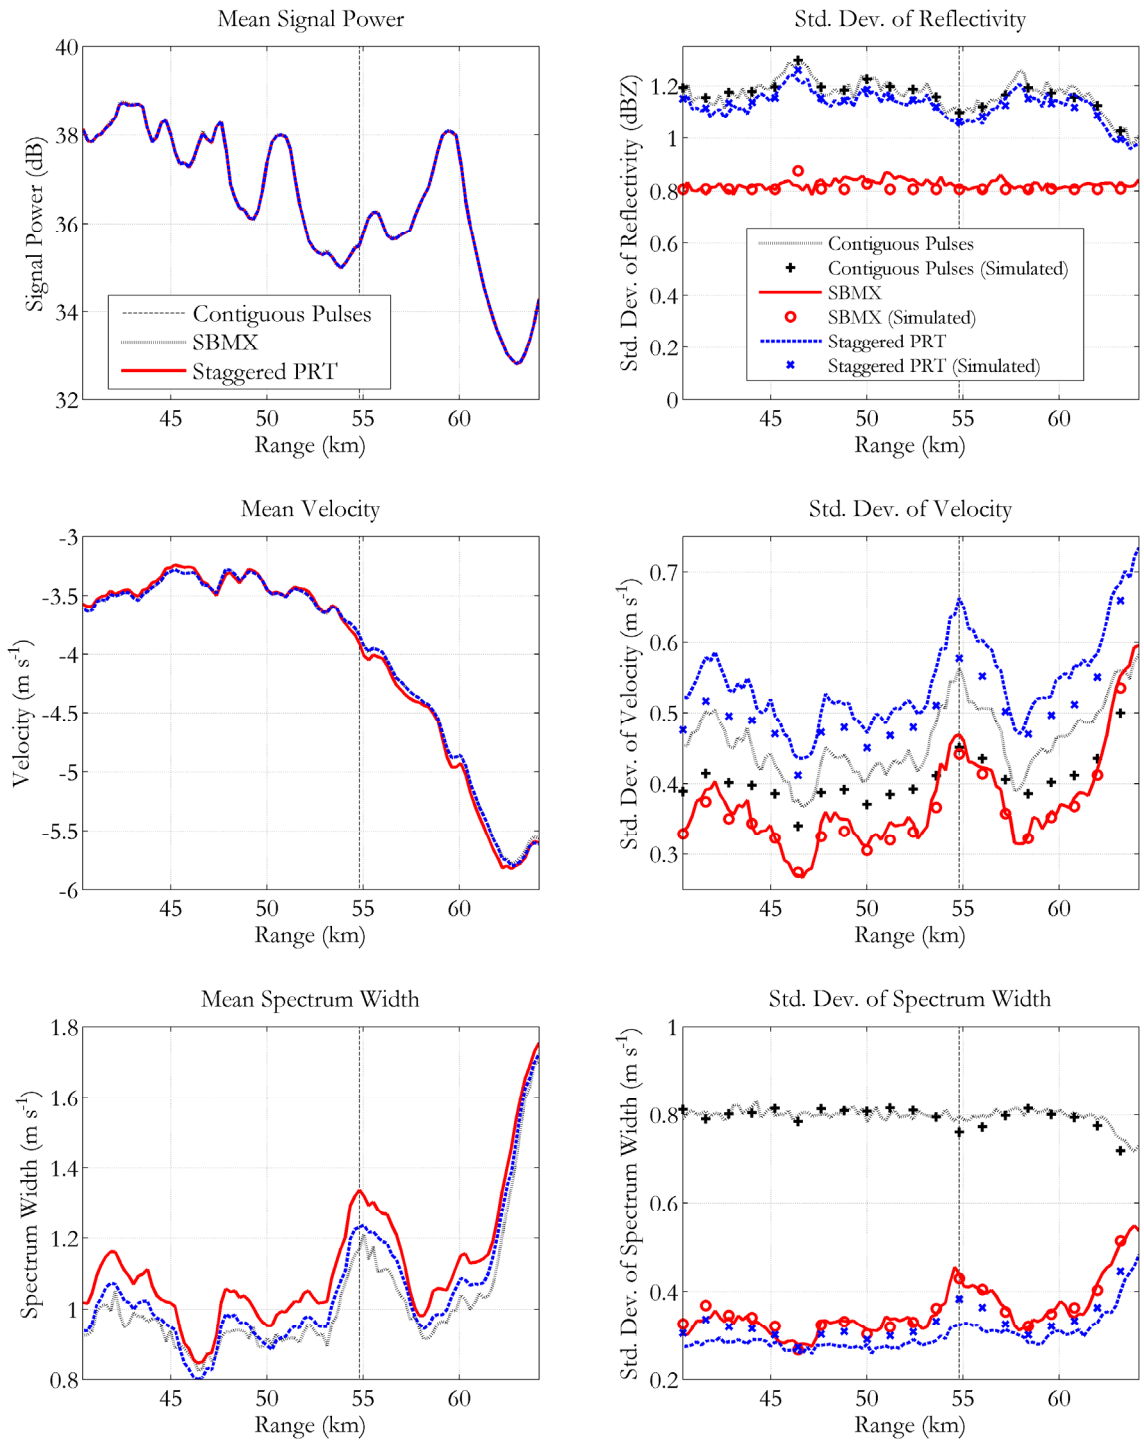 Mean Signal Power
40
38
36
34
32
Signal Power (dB)
Contiguous Pulses
SBMX
Staggered PRT
45
50
55
60
Range (km)
Std. Dev. of Reflectivity
1.2
1
0.8
0.6
0.4
0.2
0
Std. Dev. of Reflectivity (dBZ)
Contiguous Pulses
Contiguous Pulses (Simulated)
SBMX
SBMX (Simulated)
Staggered PRT
Staggered PRT (Simulated)
45
50
55
60
Range (km)
Mean Velocity
-3
-3.5
-4
-4.5
-5
-5.5
-6
Velocity (m s-1)
45
50
55
60
Range (km)
Std. Dev. of Velocity
0.7
0.6
0.5
0.4
0.3
Std. Dev. of Velocity (m s-1)
45
50
55
60
Range (km)
Mean Spectrum Width
1.8
1.6
1.4
1.2
1
0.8
Spectrum Width (m s-1)
45
50
55
60
Range (km)
Std. Dev. of Spectrum Width
1
0.8
0.6
0.4
0.2
Std. Dev. of Spectrum Width (m s-1)
45
50
55
60
Range (km)